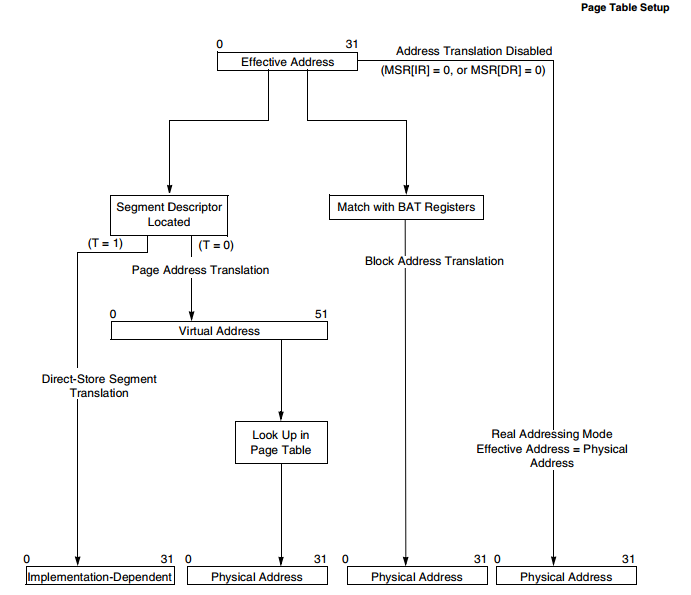 Page Table Setup
0 31
Effective Address
Address Translation Disabled
(MSR[IR] = 0, or MSR[DR] = 0)
Segment Descriptor
Located
Match with BAT Registers
(T = 1)
(T = 0)
Page Address Translation
Block Address Translation
0 51
Virtual Address
Direct-Store Segment
Translation
Look Up in
Page Table
Real Addressing Mode
Effective Address = Physical
Address
0 31
Implementation-Dependent
0 31
Physical Address
0 31
Physical Address
0 31
Physical Address